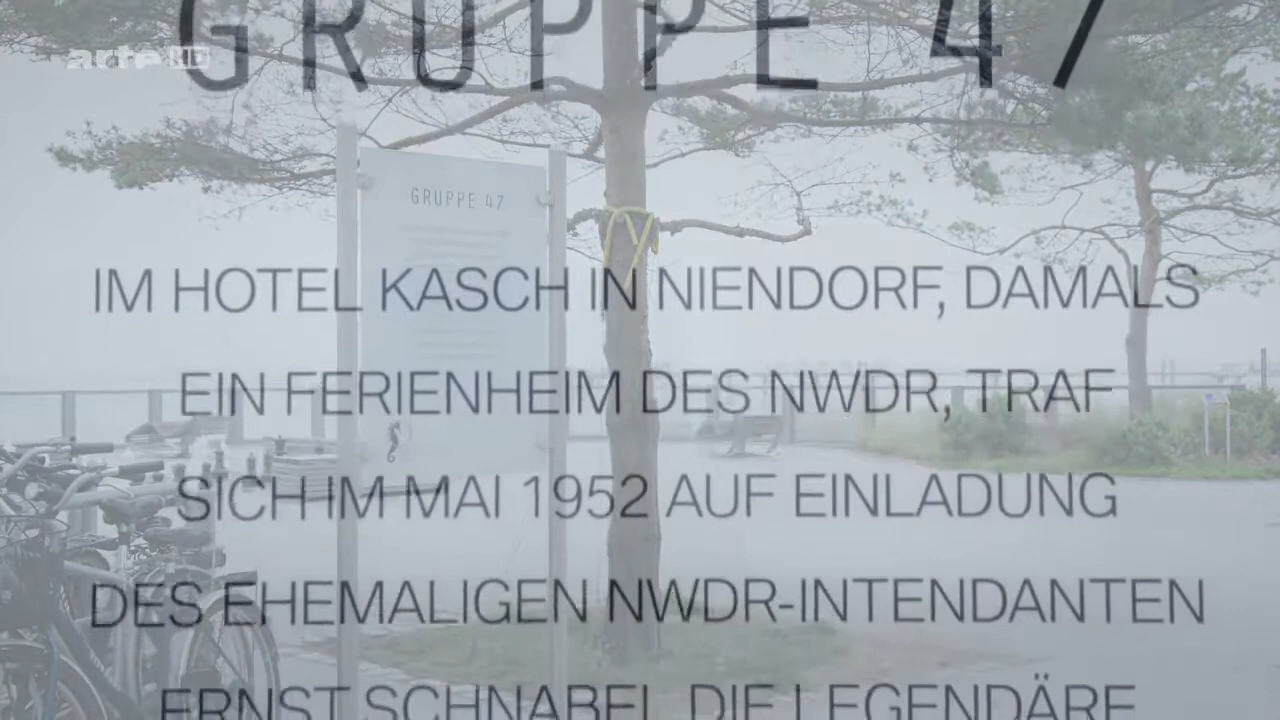 GRUPPE 47
arte HD
GRUPPE 47
IM HOTEL KASCH IN NIENDORF, DAMALS
EIN FERIENHEIM DES NWDR, TRAF
SICH IM MAI 1952 AUF EINLADUNG
DES EHEMALIGEN NWDR-INTENDANTEN
ERNST SCHNABEL DIE LEGENDÄRE